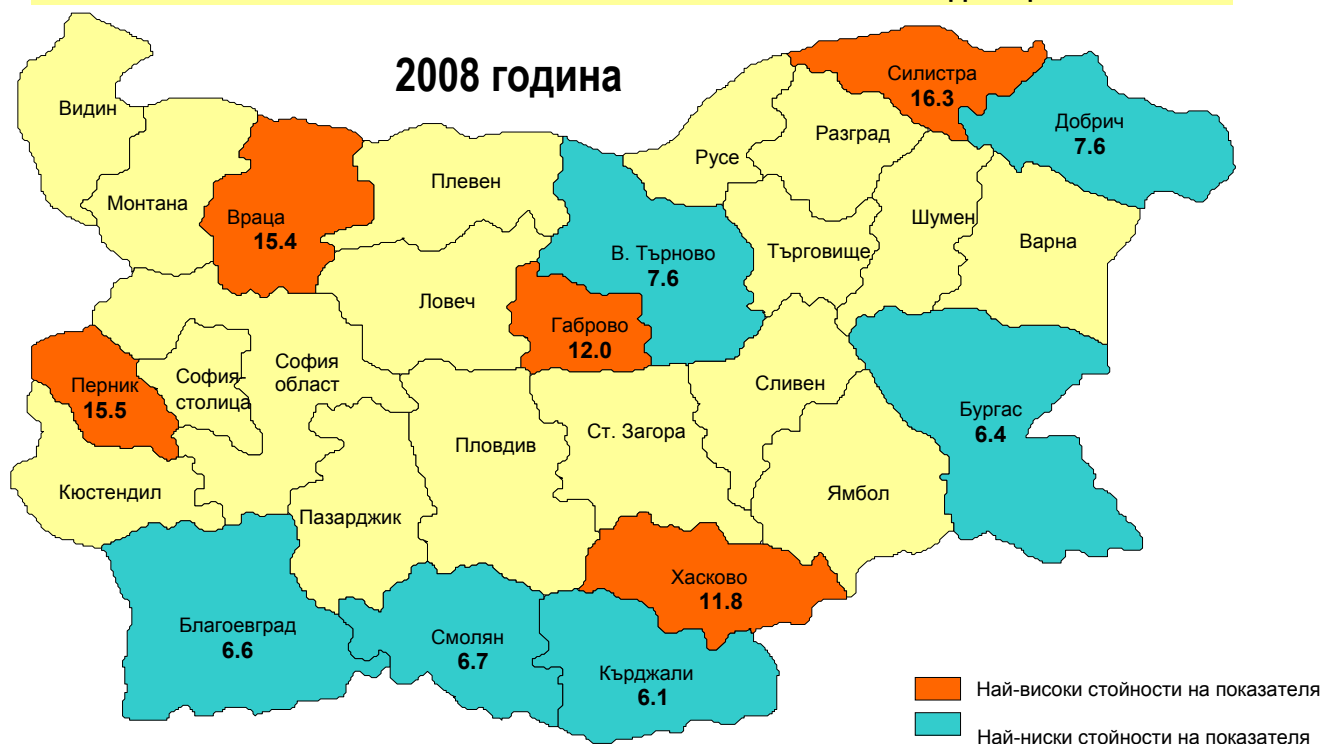 2008 година
Видин
Монтана
Враца
15.4
Плевен
Русе
Разград
Силистра
16.3
Добрич
7.6
Шумен
Варна
Търговище
В. Търново
7.6
Ловеч
Габрово
12.0
Перник
15.5
София-
столица
София
област
Сливен
Бургас
6.4
Ст. Загора
Пловдив
Кюстендил
Пазарджик
Ямбол
Хасково
11.8
Благоевград
6.6
Смолян
6.7
Кърджали
6.1
Най-високи стойности на показателя
Най-ниски стойности на показателя